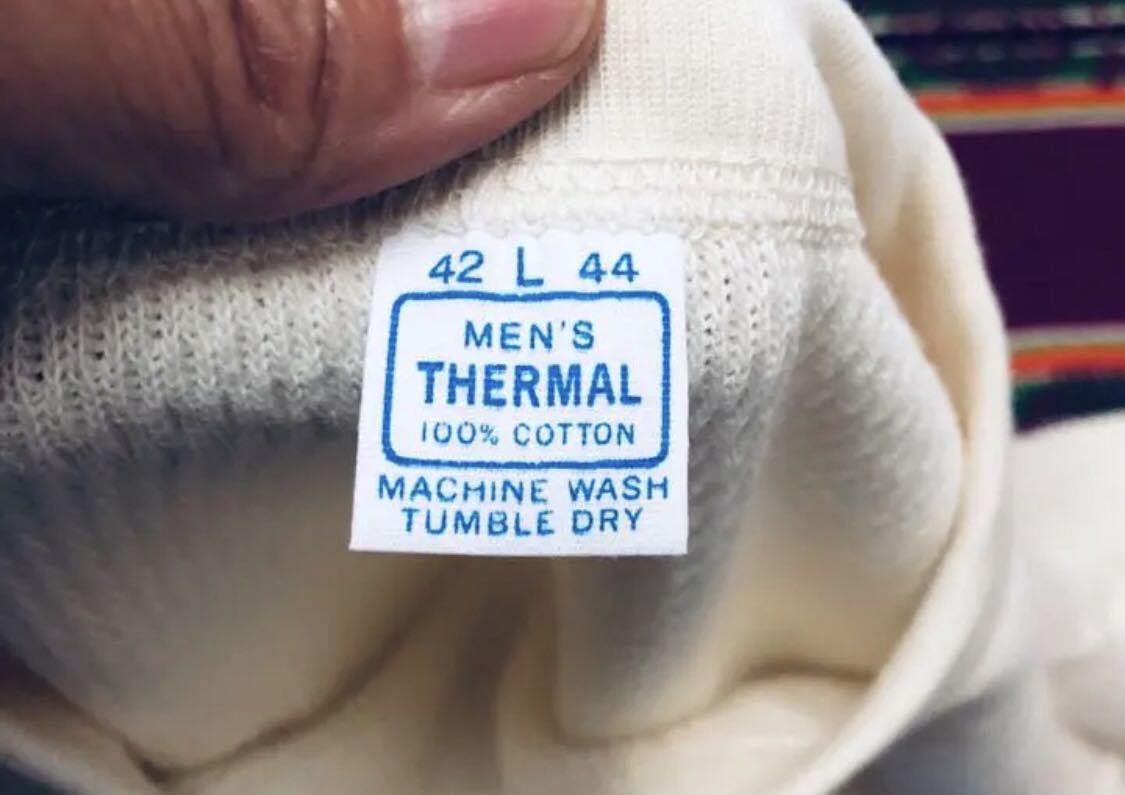 42 L 44
MEN'S
THERMAL
100% COTTON
MACHINE WASH
TUMBLE DRY